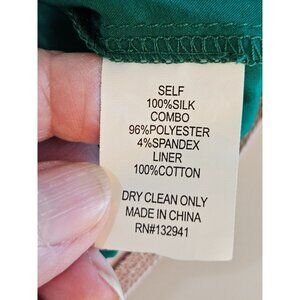 SELF
100%SILK
COMBO
96%POLYESTER
4%SPANDEX
LINER
100%COTTON
DRY CLEAN ONLY
MADE IN CHINA
RN#132941